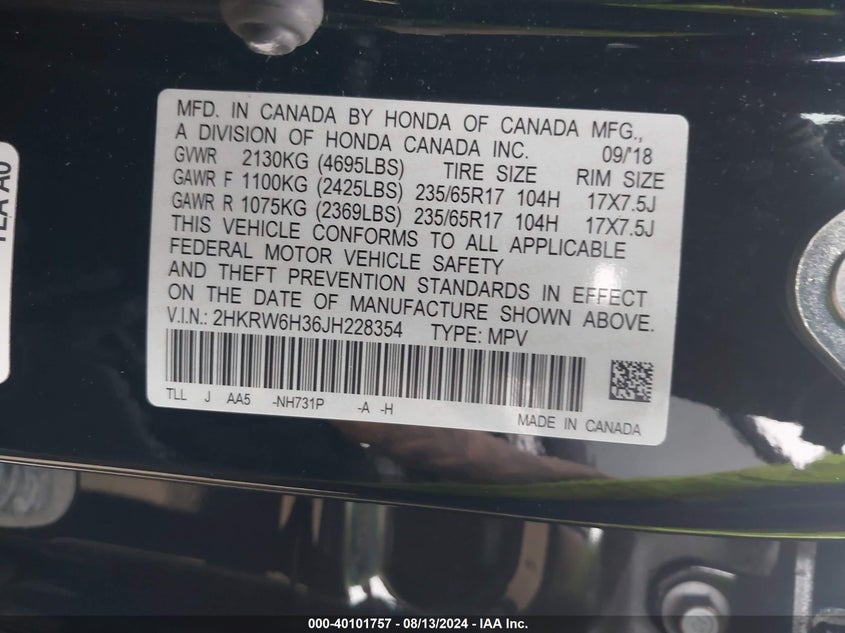 MFD. IN CANADA BY HONDA OF CANADA MFG.,
A DIVISION OF HONDA CANADA INC. 09/'18
GVWR 2130KG (4695LBS) TIRE SIZE RIM SIZE
GAWR F 1100KG (2425LBS) 235/65R17 104H 17X7.5J
GAWR R 1075KG (2369LBS) 235/65R17 104H 17X7.5J
THIS VEHICLE CONFORMS TO ALL APPLICABLE
FEDERAL MOTOR VEHICLE SAFETY
AND THEFT PREVENTION STANDARDS IN EFFECT
ON THE DATE OF MANUFACTURE SHOWN ABOVE.
V.I.N.: 2HKRW6H36JH228354 TYPE: MPV
TLL J AA5 -NH731P -A -H
MADE IN CANADA
000-40101757 - 08/13/2024 - IAA Inc.